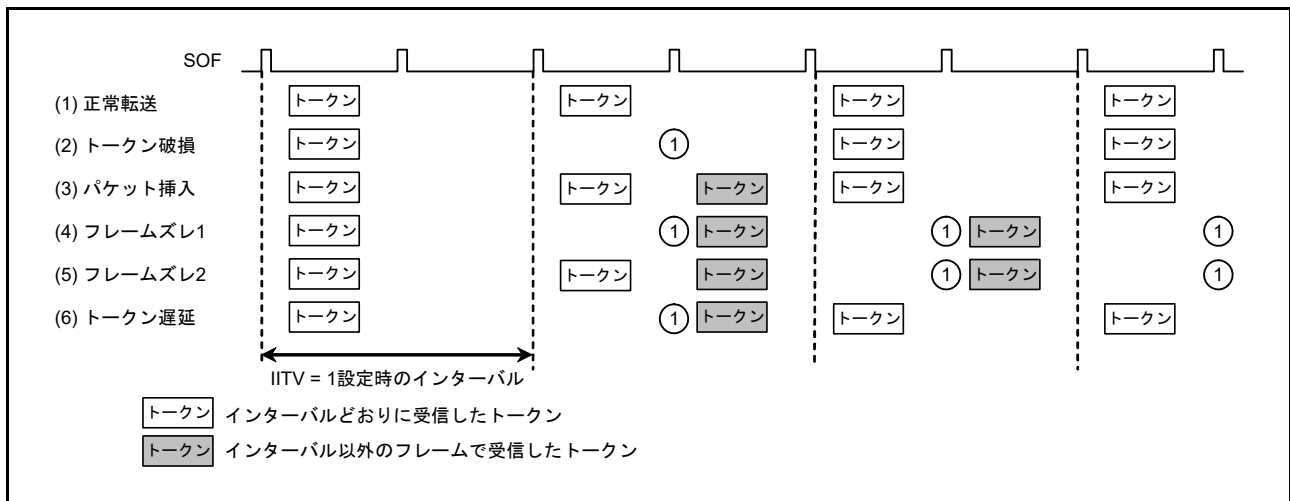 SOF
(1) 正常転送 トークン トークン トークン トークン
(2) トークン破損 トークン 1 トークン トークン
(3) パケット挿入 トークン トークン トークン トークン トークン
(4) フレームズレ1 トークン 1 トークン 1 トークン 1
(5) フレームズレ2 トークン トークン トークン 1 トークン 1
(6) トークン遅延 トークン 1 トークン トークン トークン
IITV = 1設定時のインターバル
トークン インターバルどおりに受信したトークン
トークン インターバル以外のフレームで受信したトークン